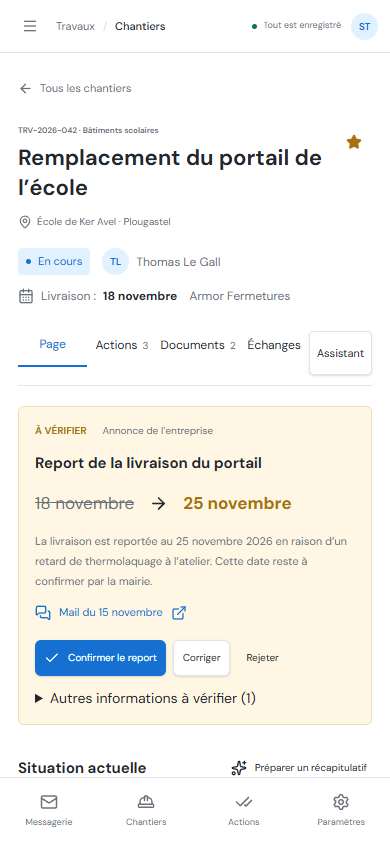 Travaux / Chantiers
Tout est enregistré
ST
Tous les chantiers
TRV-2026-042 · Bâtiments scolaires
Remplacement du portail de
l’école
École de Ker Avel · Plougastel
En cours
TL
Thomas Le Gall
Livraison : 18 novembre Armor Fermetures
Page
Actions 3
Documents 2
Échanges
Assistant
À VÉRIFIER
Annonce de l’entreprise
Report de la livraison du portail
18 novembre → 25 novembre
La livraison est reportée au 25 novembre 2026 en raison d’un
retard de thermolaquage à l’atelier. Cette date reste à
confirmer par la mairie.
Mail du 15 novembre
Confirmer le report
Corriger
Rejeter
Autres informations à vérifier (1)
Situation actuelle
Préparer un récapitulatif
Messagerie
Chantiers
Actions
Paramètres